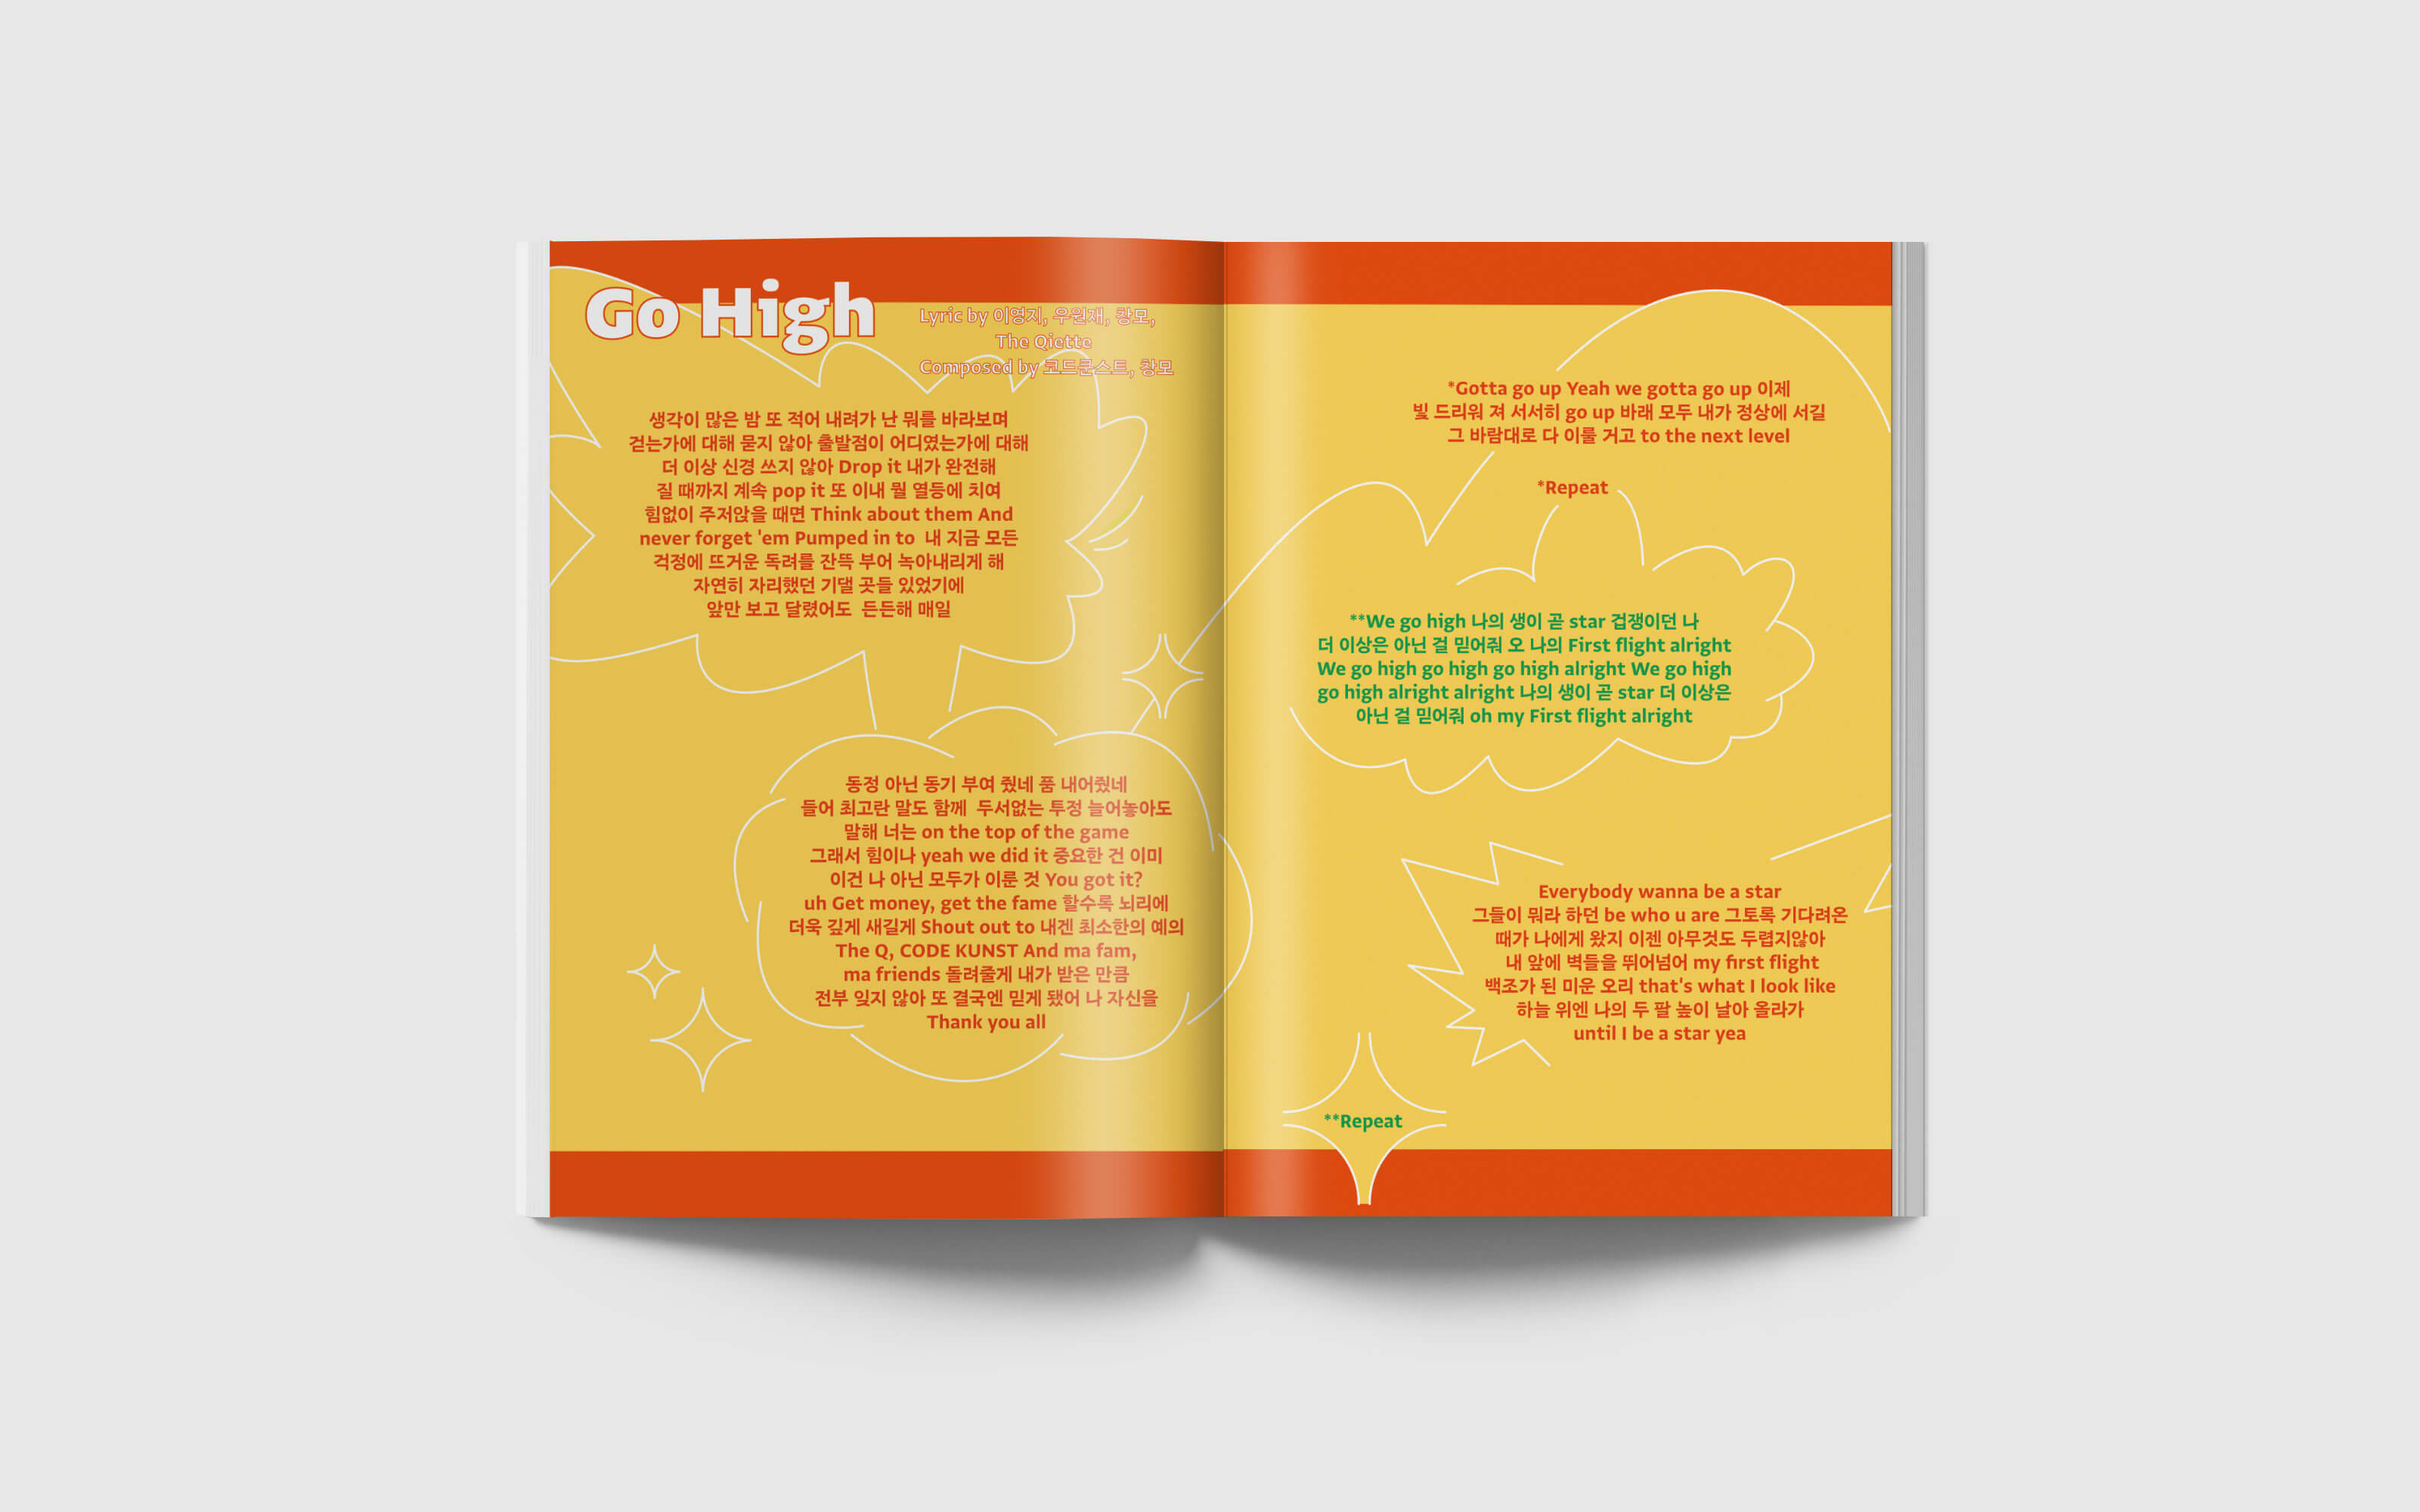 Go High
Lyric by 이영지, 우원재, 창모,
The Qiette
Composed by 코드쿤스트, 창모
생각이 많은 밤 또 적어 내려가 난 뭐를 바라보며
걷는가에 대해 묻지 않아 출발점이 어디였는가에 대해
더 이상 신경 쓰지 않아 Drop it 내가 완전해
질 때까지 계속 pop it 또 이내 뭘 열등에 치여
힘없이 주저앉을 때면 Think about them And
never forget 'em Pumped in to 내 지금 모든
걱정에 뜨거운 독려를 잔뜩 부어 녹아내리게 해
자연히 자리했던 기댈 곳들 있었기에
앞만 보고 달렸어도 든든해 매일
동정 아닌 동기 부여 줬네 품 내어줬네
들어 최고란 말도 함께 두서없는 투정 늘어놓아도
말해 너는 on the top of the game
그래서 힘이나 yeah we did it 중요한 건 이미
이건 나 아닌 모두가 이룬 것 You got it?
uh Get money, get the fame 할수록 뇌리에
더욱 깊게 새길게 Shout out to 내겐 최소한의 예의
The Q, CODE KUNST And ma fam,
ma friends 돌려줄게 내가 받은 만큼
전부 잊지 않아 또 결국엔 믿게 됐어 나 자신을
Thank you all
*Gotta go up Yeah we gotta go up 이제
빛 드리워 져 서서히 go up 바래 모두 내가 정상에 서길
그 바람대로 다 이룰 거고 to the next level
*Repeat
**We go high 나의 생이 곧 star 겁쟁이던 나
더 이상은 아닌 걸 믿어줘 오 나의 First flight alright
We go high go high go high alright We go high
go high alright alright 나의 생이 곧 star 더 이상은
아닌 걸 믿어줘 oh my First flight alright
Everybody wanna be a star
그들이 뭐라 하던 be who u are 그토록 기다려온
때가 나에게 왔지 이젠 아무것도 두렵지않아
내 앞에 벽들을 뛰어넘어 my first flight
백조가 된 미운 오리 that's what I look like
하늘 위엔 나의 두 팔 높이 날아 올라가
until I be a star yea
**Repeat